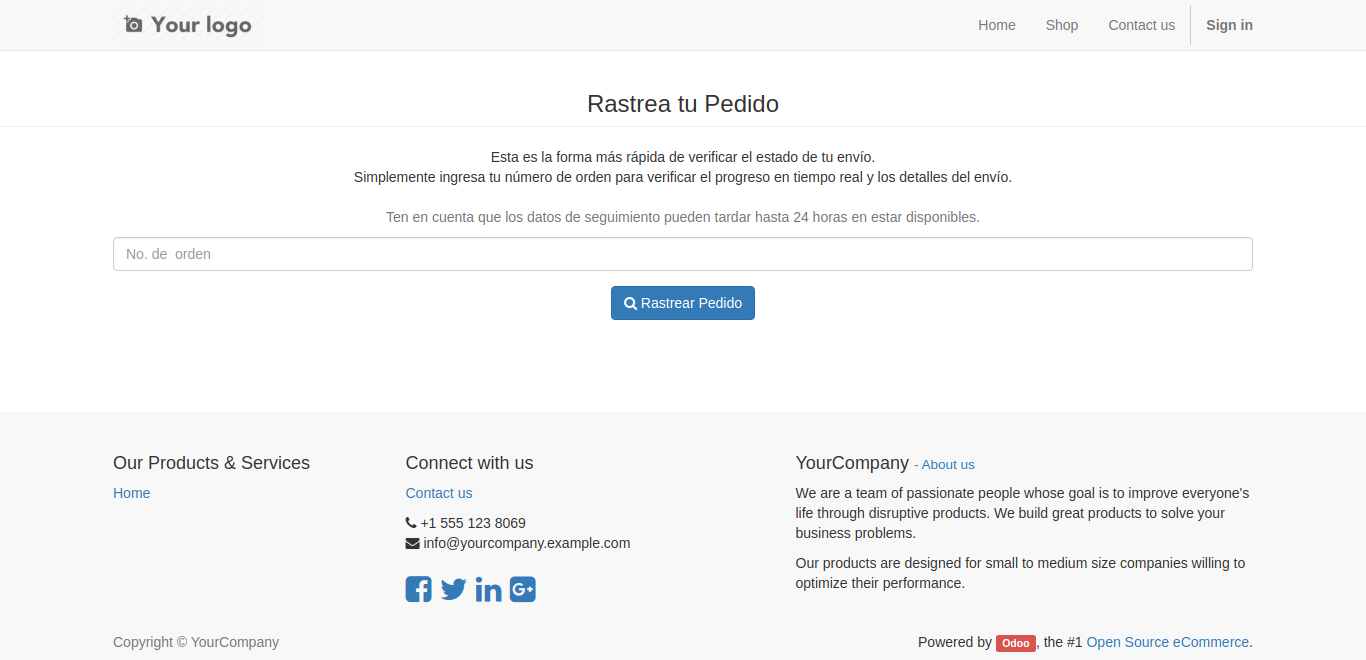 Your logo
Home Shop Contact us Sign in
Rastrea tu Pedido
Esta es la forma más rápida de verificar el estado de tu envío.
Simplemente ingresa tu número de orden para verificar el progreso en tiempo real y los detalles del envío.
Ten en cuenta que los datos de seguimiento pueden tardar hasta 24 horas en estar disponibles.
No. de  orden
Rastrear Pedido
Our Products & Services
Home
Connect with us
Contact us
+1 555 123 8069
info@yourcompany.example.com
YourCompany - About us
We are a team of passionate people whose goal is to improve everyone's
life through disruptive products. We build great products to solve your
business problems.
Our products are designed for small to medium size companies willing to
optimize their performance.
Copyright © YourCompany
Powered by Odoo, the #1 Open Source eCommerce.